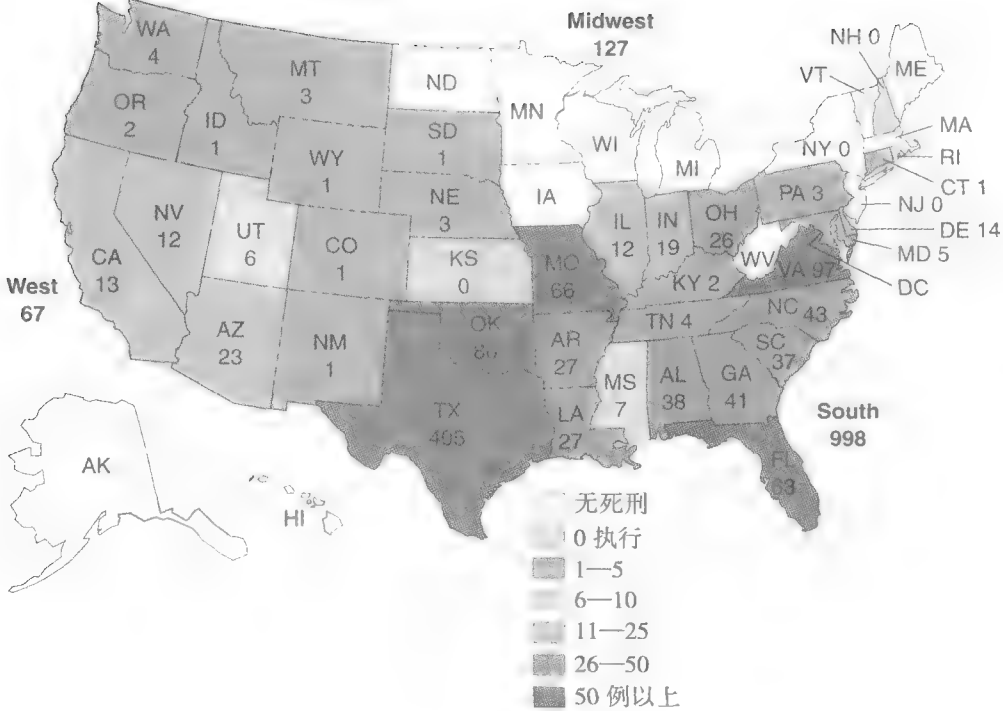 Midwest
127
WA
4
MT
3
ND
MN
OR
2
ID
1
SD
1
WI
MI
WY
1
NE
3
IA
NV
12
UT
6
CO
1
KS
0
CA
13
AZ
23
NM
1
West
67
IL
12
IN
19
OH
26
PA 3
NY 0
VT
NH 0
ME
MA
RI
CT 1
NJ 0
DE 14
MD 5
DC
WV
VA 97
KY 2
MO
66
OK
TN 4
NC 43
SC
37
AR
27
MS
7
AL
38
GA
41
TX
LA
27
FL
South
998
AK
HI
无死刑
0 执行
1—5
6—10
11—25
26—50
50 例以上